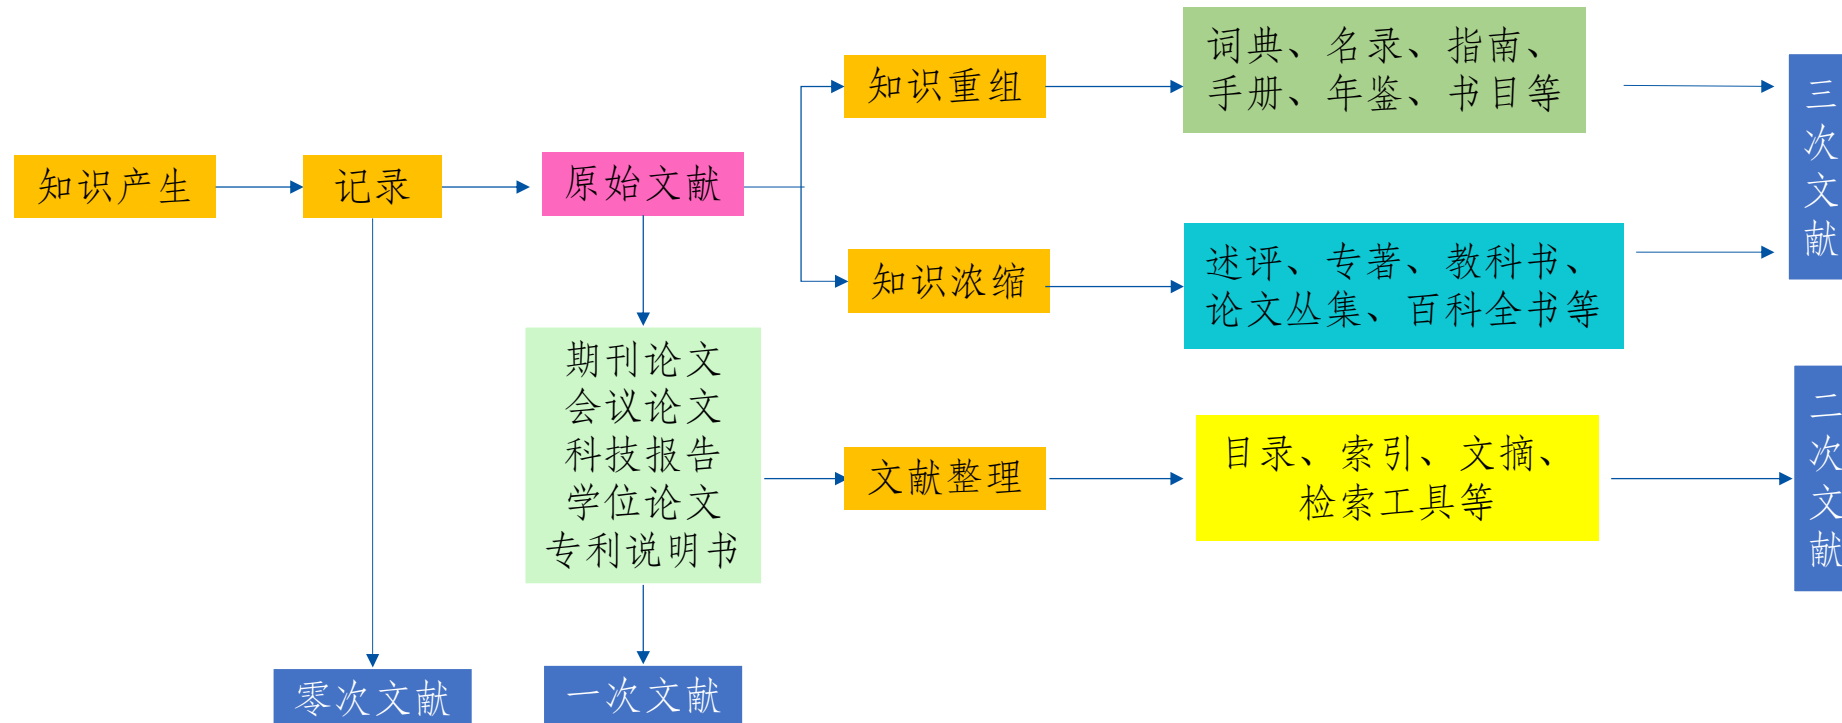 知识产生
记录
原始文献
知识重组
词典、名录、指南、
手册、年鉴、书目等
三
次
文
献
知识浓缩
述评、专著、教科书、
论文丛集、百科全书等
期刊论文
会议论文
科技报告
学位论文
专利说明书
文献整理
目录、索引、文摘、
检索工具等
二
次
文
献
零次文献
一次文献